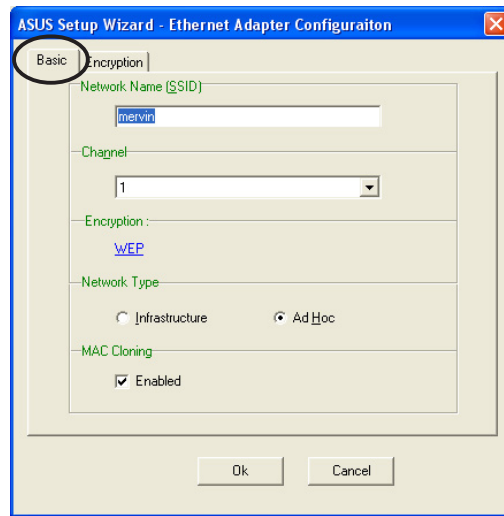 ASUS Setup Wizard - Ethernet Adapter Configuraiton
Basic Encryption
Network Name (SSID)
mervin
Channel
1
Encryption :
WEP
Network Type
Infrastructure Ad Hoc
MAC Cloning
Enabled
Ok Cancel